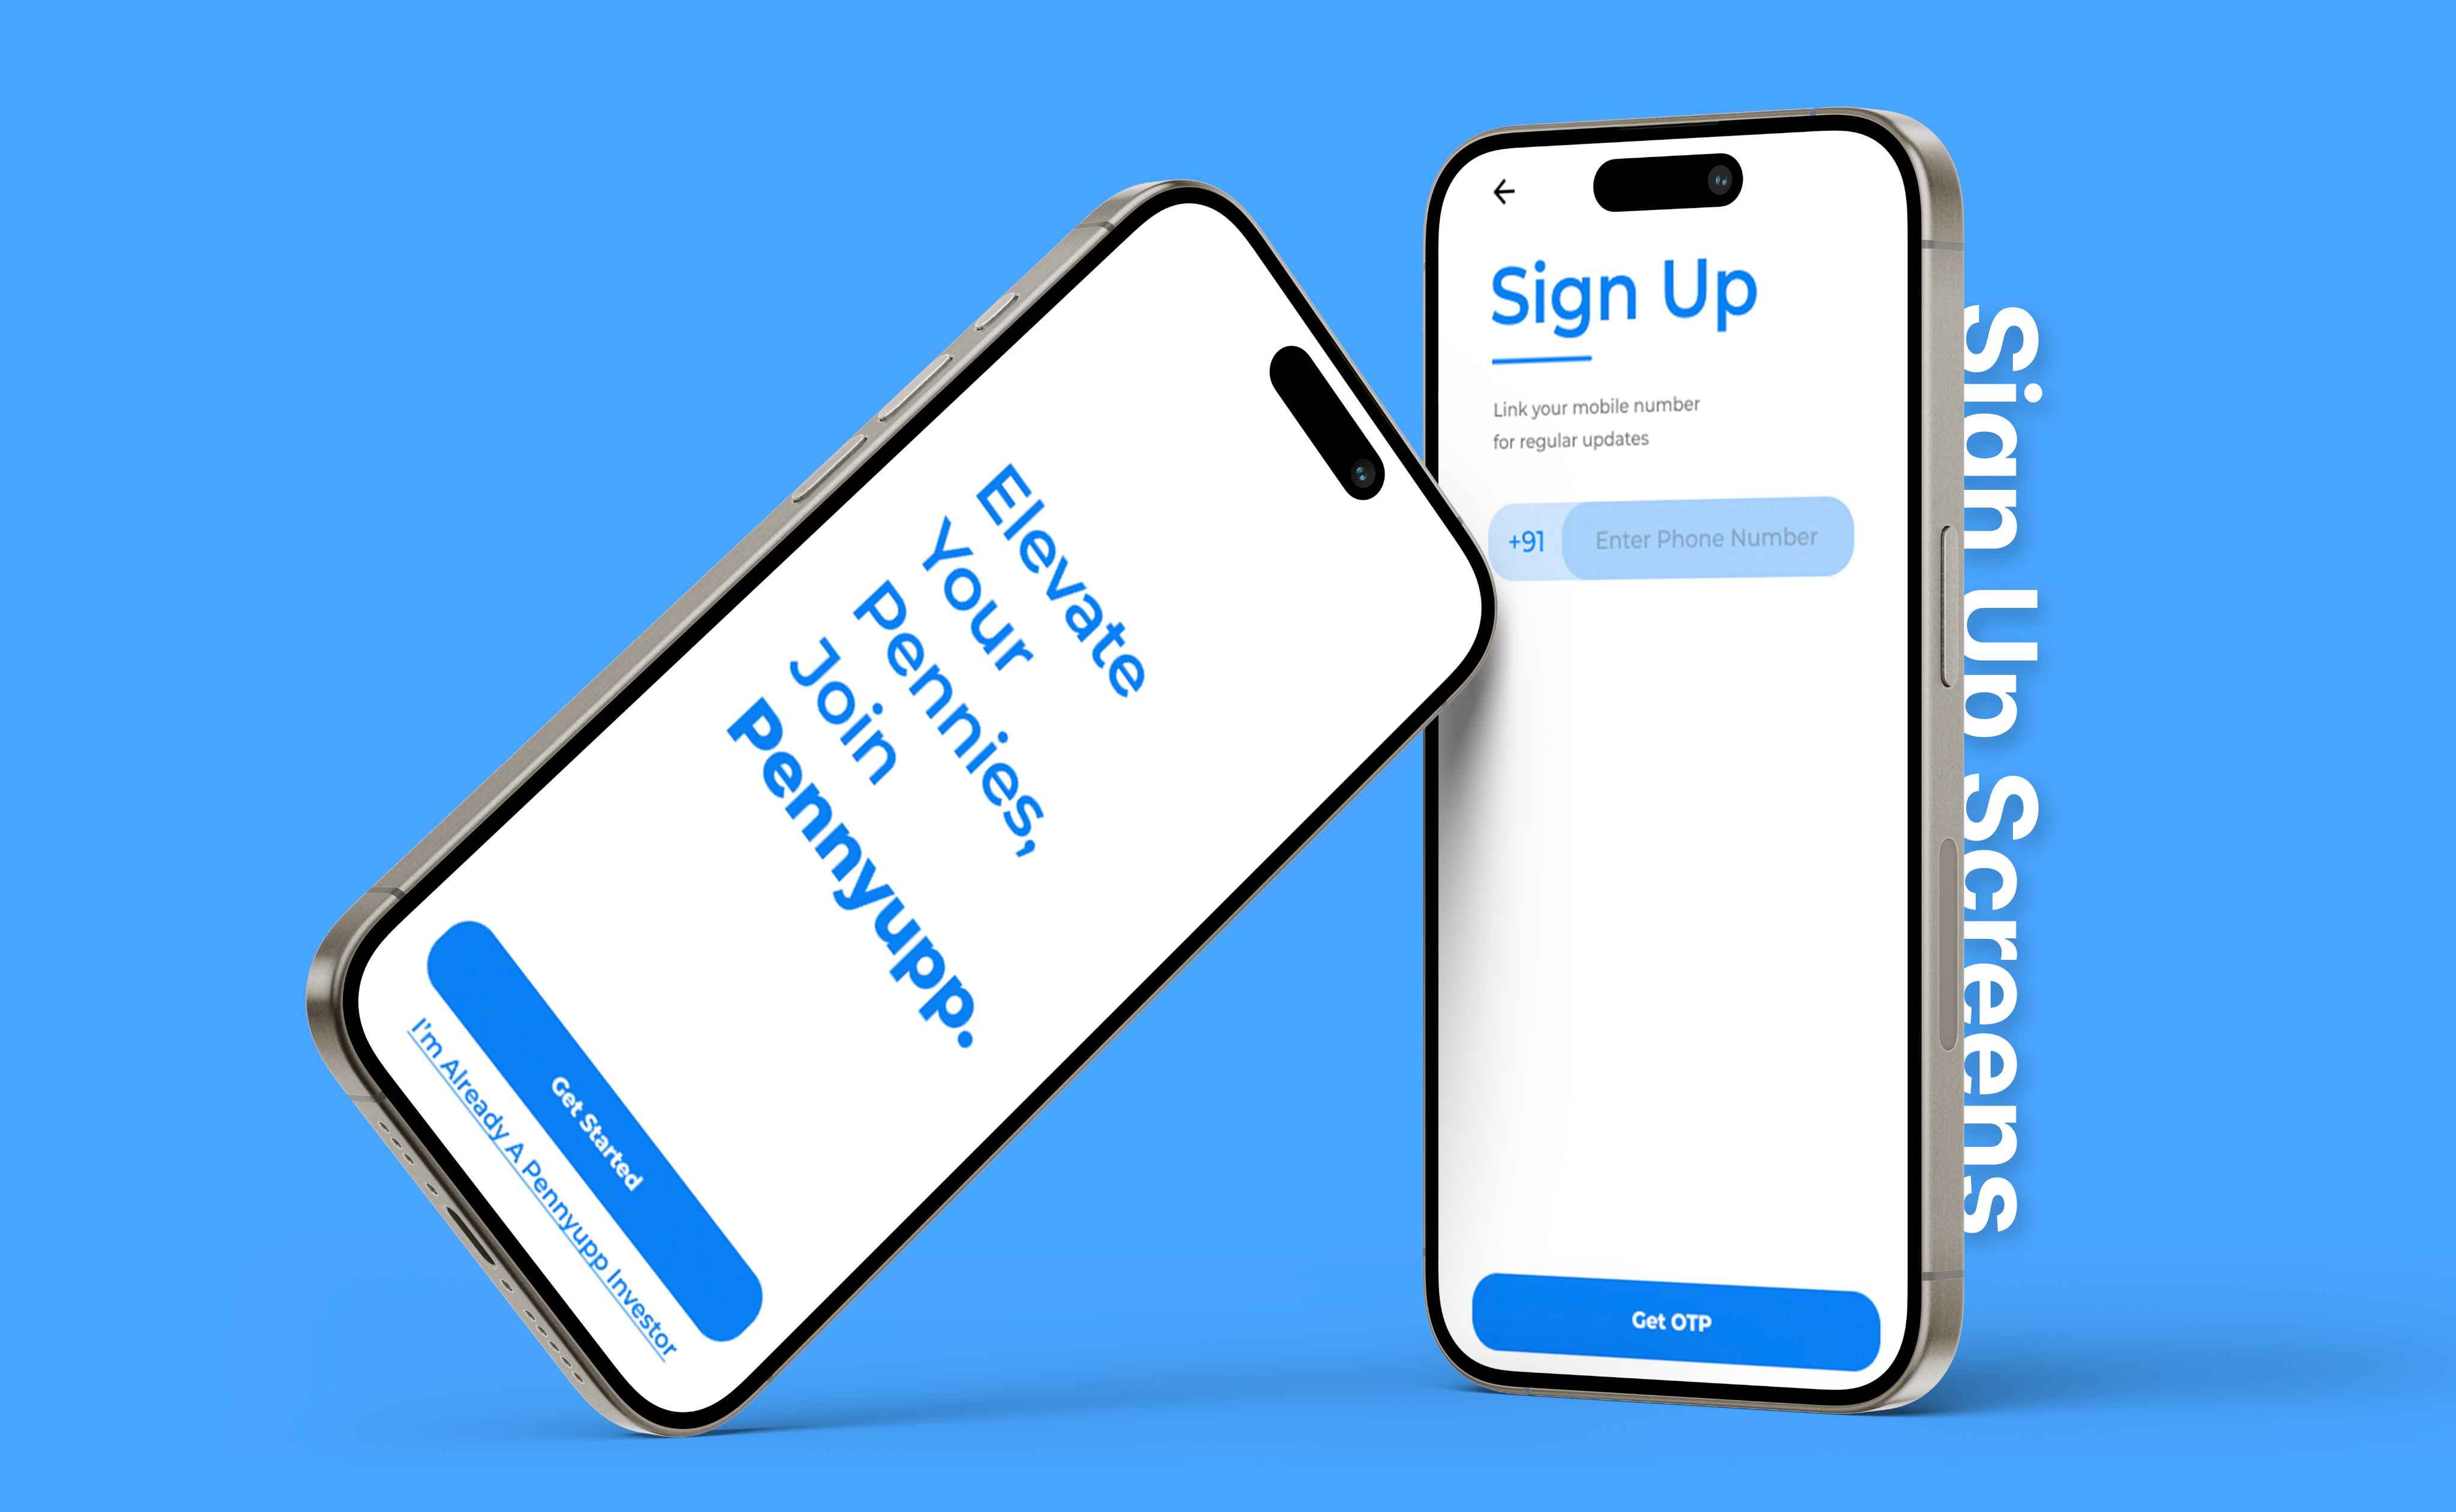 Elevate
Your
Pennies,
Join
Pennyupp.
Get Started
I'm Already A Pennyupp Investor
Sign Up
Link your mobile number
for regular updates
+91
Enter Phone Number
Get OTP
Sign Up Screens